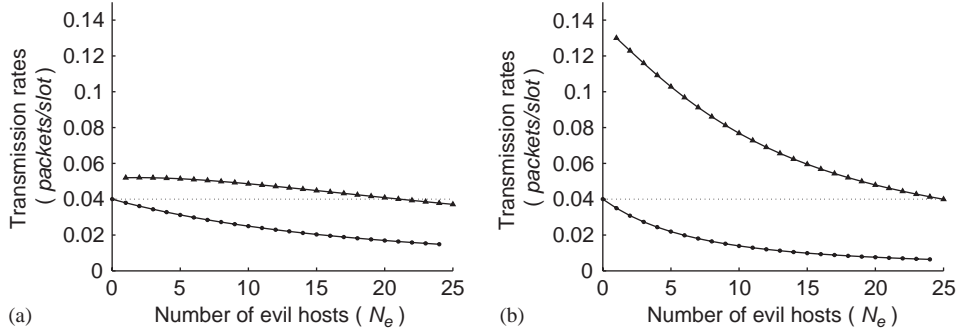 0.14
0.12
0.1
0.08
0.06
0.04
0.02
0
Transmission rates
( packets/slot )
0 5 10 15 20 25
(a) Number of evil hosts ( Ne )
0.14
0.12
0.1
0.08
0.06
0.04
0.02
0
Transmission rates
( packets/slot )
0 5 10 15 20 25
(b) Number of evil hosts ( Ne )